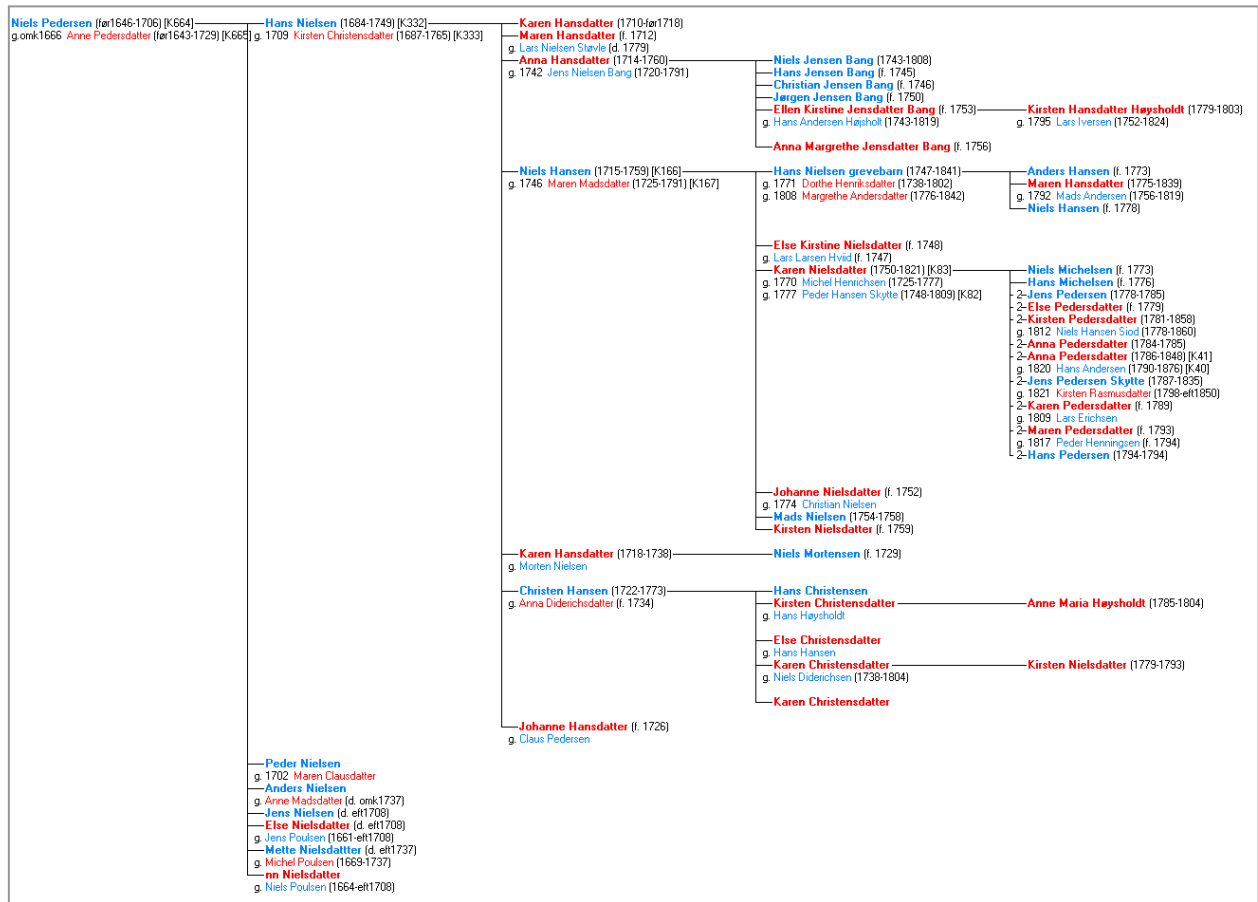 Niels Pedersen (før1646-1706) [K664]
g.omk1666 Anne Pedersdatter (før1643-1729) [K665]
Hans Nielsen (1684-1749) [K332]
g. 1709 Kirsten Christensdatter (1687-1765) [K333]
Karen Hansdatter (1710-før1718)
Maren Hansdatter (f. 1712)
g. Lars Nielsen Støvle (d. 1779)
Anna Hansdatter (1714-1760)
g. 1742 Jens Nielsen Bang (1720-1791)
Niels Jensen Bang (1743-1808)
Hans Jensen Bang (f. 1745)
Christian Jensen Bang (f. 1746)
Jørgen Jensen Bang (f. 1750)
Ellen Kirstine Jensdatter Bang (f. 1753)
g. Hans Andersen Højsholt (1743-1819)
Kirsten Hansdatter Høysholdt (1779-1803)
g. 1795 Lars Iversen (1752-1824)
Anna Margrethe Jensdatter Bang (f. 1756)
Niels Hansen (1715-1759) [K166]
g. 1746 Maren Madsdatter (1725-1791) [K167]
Hans Nielsen grevebarn (1747-1841)
g. 1771 Dorthe Henriksdatter (1738-1802)
g. 1808 Margrethe Andersdatter (1776-1842)
Anders Hansen (f. 1773)
Maren Hansdatter (1775-1839)
g. 1792 Mads Andersen (1756-1819)
Niels Hansen (f. 1778)
Else Kirstine Nielsdatter (f. 1748)
g. Lars Larsen Hviid (f. 1747)
Karen Nielsdatter (1750-1821) [K83]
g. 1770 Michel Henrichsen (1725-1777)
g. 1777 Peder Hansen Skytte (1748-1809) [K82]
Niels Michelsen (f. 1773)
Hans Michelsen (f. 1776)
2 Jens Pedersen (1778-1785)
2 Else Pedersdatter (f. 1779)
2 Kirsten Pedersdatter (1781-1858)
g. 1812 Niels Hansen Siod (1778-1860)
2 Anna Pedersdatter (1784-1785)
2 Anna Pedersdatter (1786-1848) [K41]
g. 1820 Hans Andersen (1790-1876) [K40]
2 Jens Pedersen Skytte (1787-1835)
g. 1821 Kirsten Rasmusdatter (1798-eft1850)
2 Karen Pedersdatter (f. 1789)
g. 1809 Lars Erichsen
2 Maren Pedersdatter (f. 1793)
g. 1817 Peder Henningsen (f. 1794)
2 Hans Pedersen (1794-1794)
Johanne Nielsdatter (f. 1752)
g. 1774 Christian Nielsen
Mads Nielsen (1754-1758)
Kirsten Nielsdatter (f. 1759)
Karen Hansdatter (1718-1738)
g. Morten Nielsen
Niels Mortensen (f. 1729)
Christen Hansen (1722-1773)
g. Anna Diderichsdatter (f. 1734)
Hans Christensen
Kirsten Christensdatter
g. Hans Høysholdt
Anne Maria Høysholdt (1785-1804)
Else Christensdatter
g. Hans Hansen
Karen Christensdatter
g. Niels Diderichsen (1738-1804)
Kirsten Nielsdatter (1779-1793)
Karen Christensdatter
Johanne Hansdatter (f. 1726)
g. Claus Pedersen
Peder Nielsen
g. 1702 Maren Clausdatter
Anders Nielsen
g. Anne Madsdatter (d. omk1737)
Jens Nielsen (d. eft1708)
Else Nielsdatter (d. eft1708)
g. Jens Poulsen (1661-eft1708)
Mette Nielsdattter (d. eft1737)
g. Michel Poulsen (1669-1737)
nn Nielsdatter
g. Niels Poulsen (1664-eft1708)